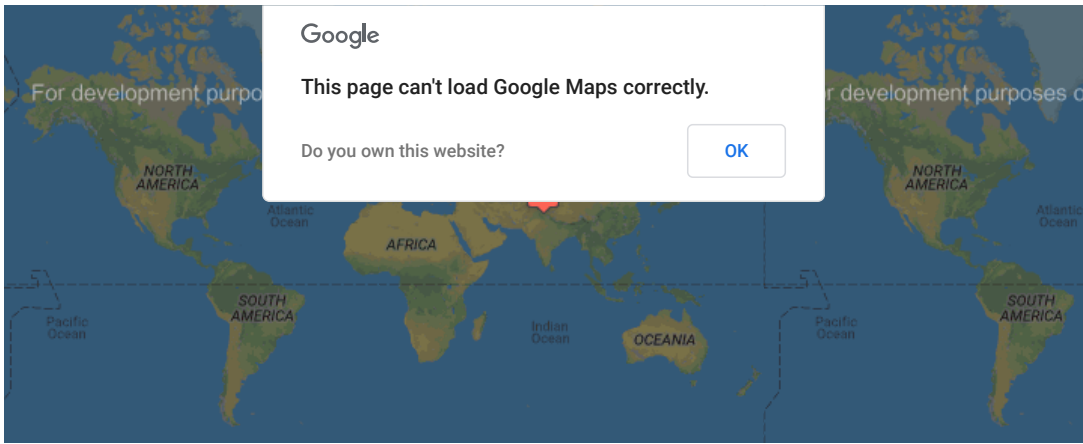 Google
This page can't load Google Maps correctly.
Do you own this website?
OK
For development purpo
r development purposes o
NORTH
AMERICA
NORTH
AMERICA
Atlantic
Ocean
Atlantic
Ocean
AFRICA
SOUTH
AMERICA
SOUTH
AMERICA
Pacific
Ocean
Indian
Ocean
OCEANIA
Pacific
Ocean